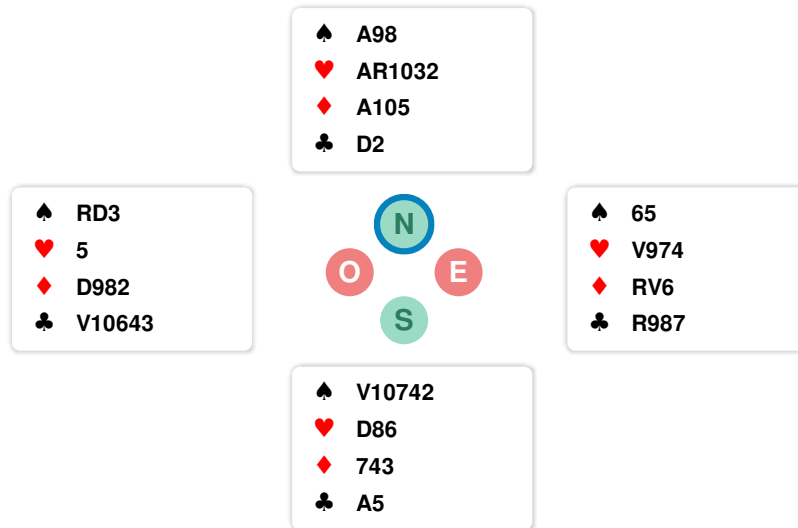 ♠ A98
♥ AR1032
♦ A105
♣ D2
♠ RD3
♥ 5
♦ D982
♣ V10643
N
O E
S
♠ 65
♥ V974
♦ RV6
♣ R987
♠ V10742
♥ D86
♦ 743
♣ A5